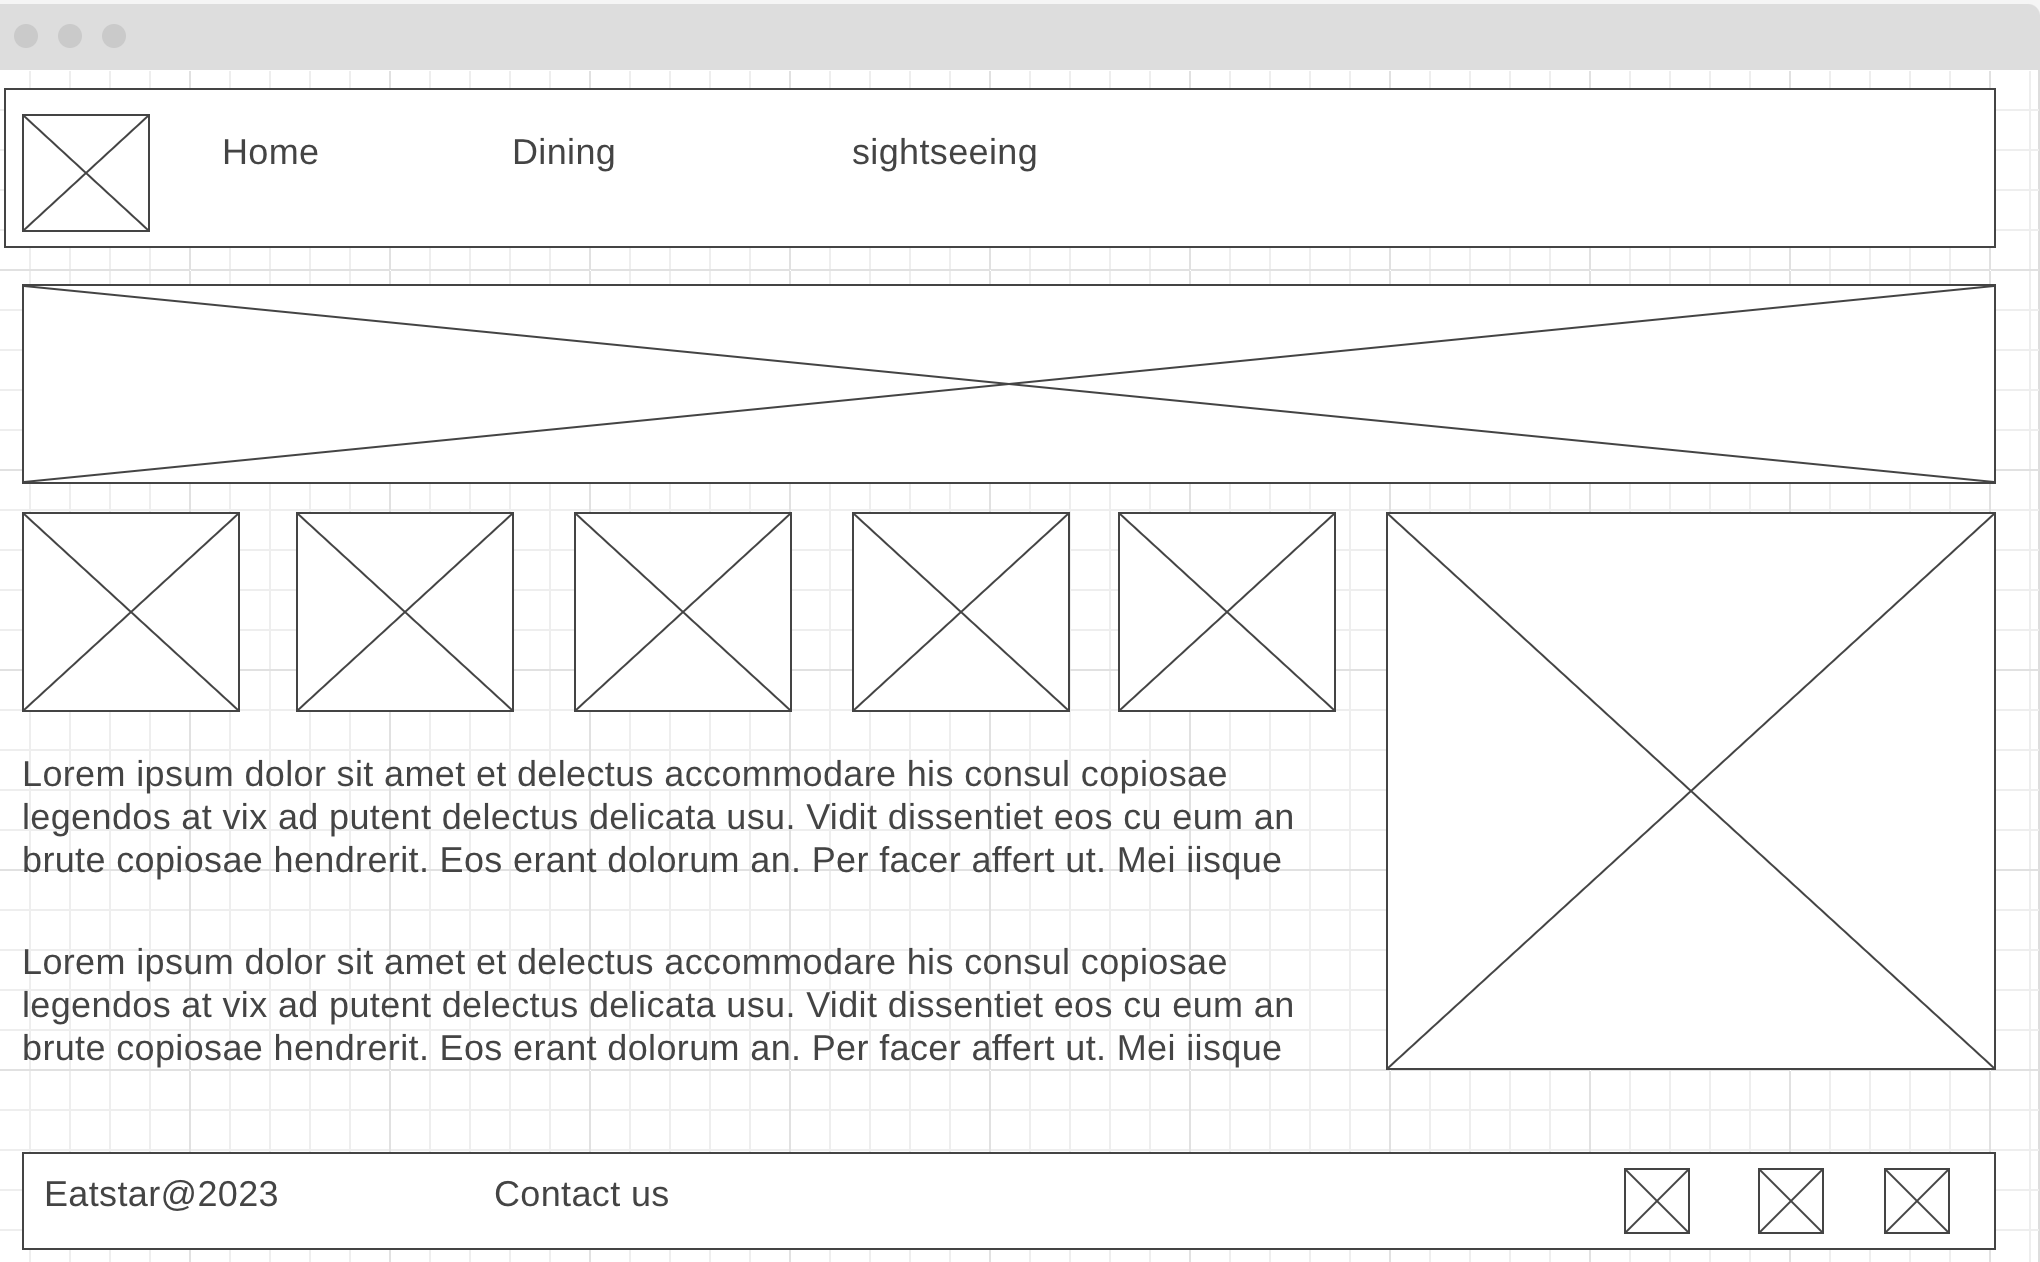 Home
Dining
sightseeing
Lorem ipsum dolor sit amet et delectus accommodare his consul copiosae
legendos at vix ad putent delectus delicata usu. Vidit dissentiet eos cu eum an
brute copiosae hendrerit. Eos erant dolorum an. Per facer affert ut. Mei iisque
Lorem ipsum dolor sit amet et delectus accommodare his consul copiosae
legendos at vix ad putent delectus delicata usu. Vidit dissentiet eos cu eum an
brute copiosae hendrerit. Eos erant dolorum an. Per facer affert ut. Mei iisque
Eatstar@2023
Contact us